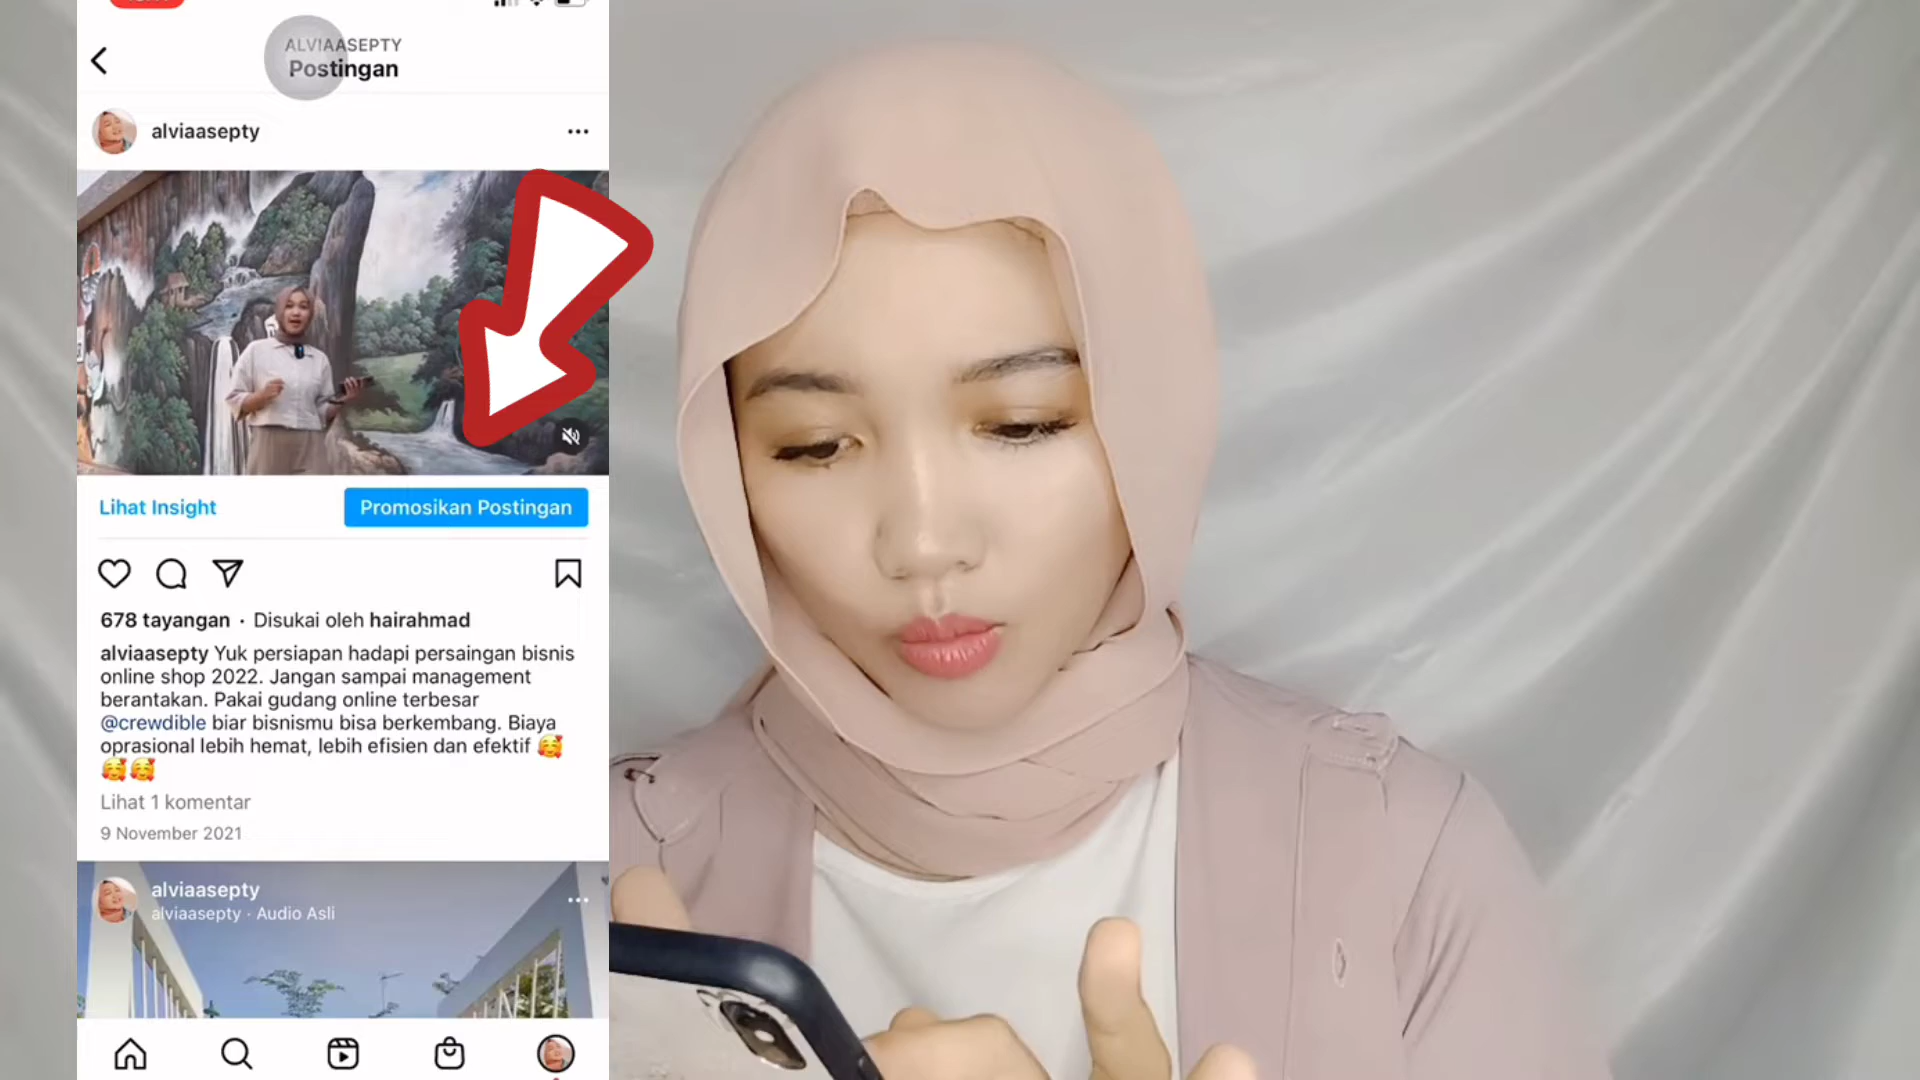 ALVIAASEPTY
Postingan
alviaasepty
Lihat Insight
Promosikan Postingan
678 tayangan · Disukai oleh hairahmad
alviaasepty Yuk persiapan hadapi persaingan bisnis
online shop 2022. Jangan sampai management
berantakan. Pakai gudang online terbesar
@crewdible biar bisnismu bisa berkembang. Biaya
oprasional lebih hemat, lebih efisien dan efektif 🥰
🥰🥰
Lihat 1 komentar
9 November 2021
alviaasepty
alviaasepty · Audio Asli